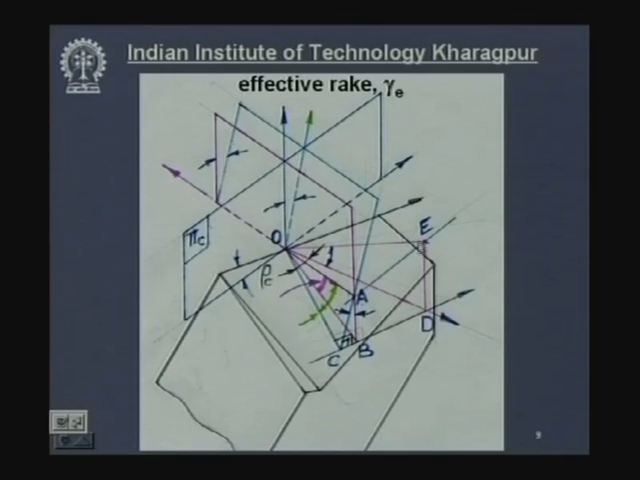 Indian Institute of Technology Kharagpur
effective rake, γe
πc
O
E
ρc
A
D
C
B
9